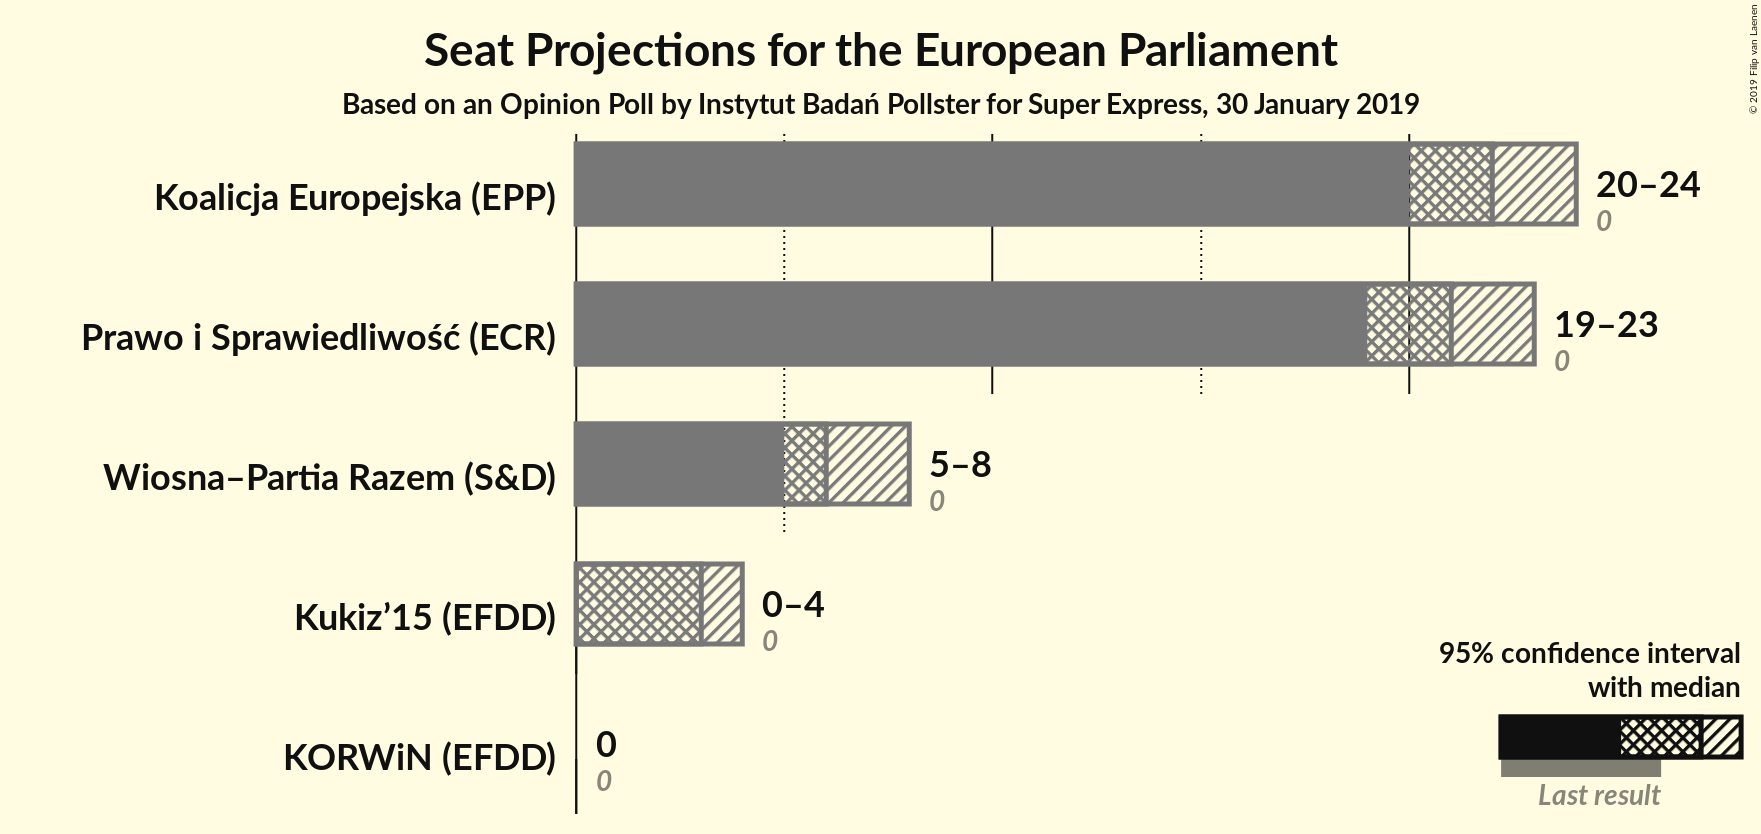 Seat Projections for the European Parliament
Based on an Opinion Poll by Instytut Badań Pollster for Super Express, 30 January 2019
© 2019 Filip van Laenen
Koalicja Europejska (EPP)
20–24
0
Prawo i Sprawiedliwość (ECR)
19–23
0
Wiosna–Partia Razem (S&D)
5–8
0
Kukiz’15 (EFDD)
0–4
0
KORWiN (EFDD)
0
0
95% confidence interval
with median
Last result